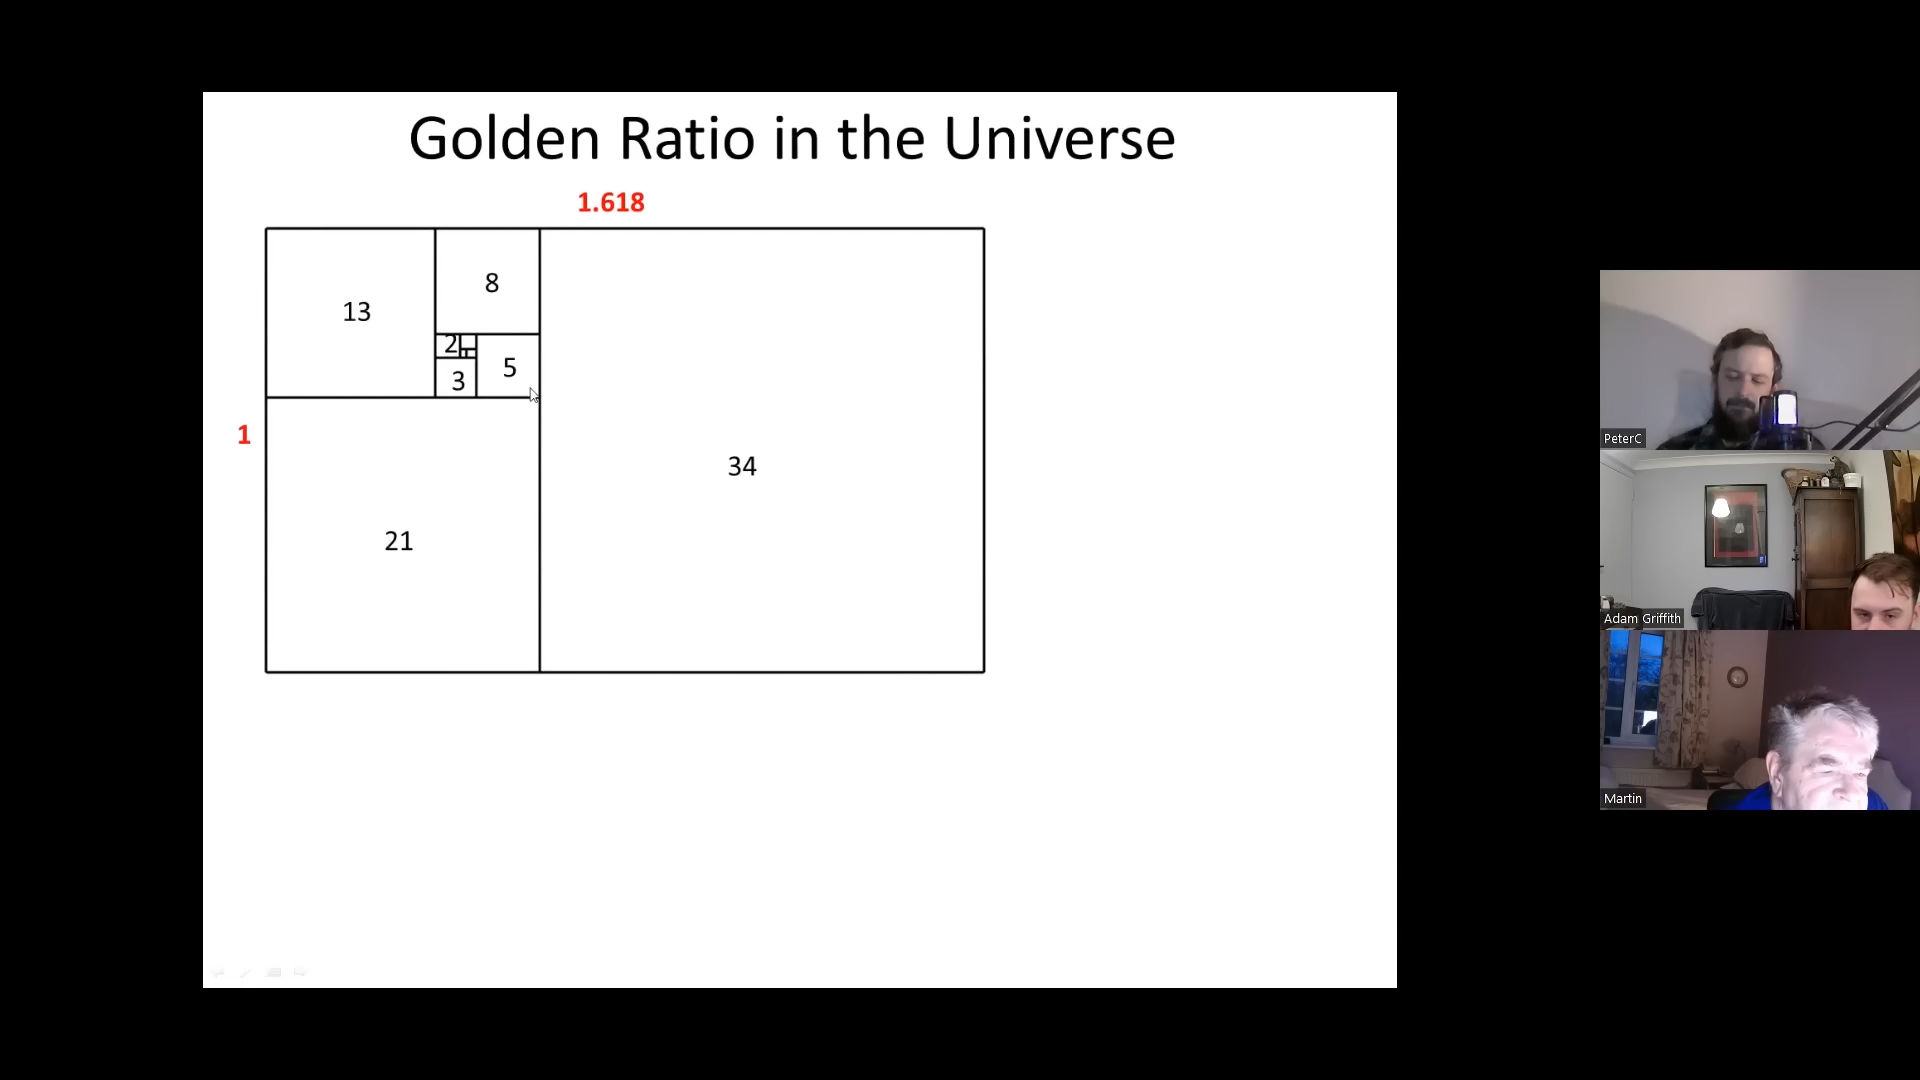 Golden Ratio in the Universe
1.618
13
8
2
5
3
1
34
21
PeterC
Adam Griffith
Martin